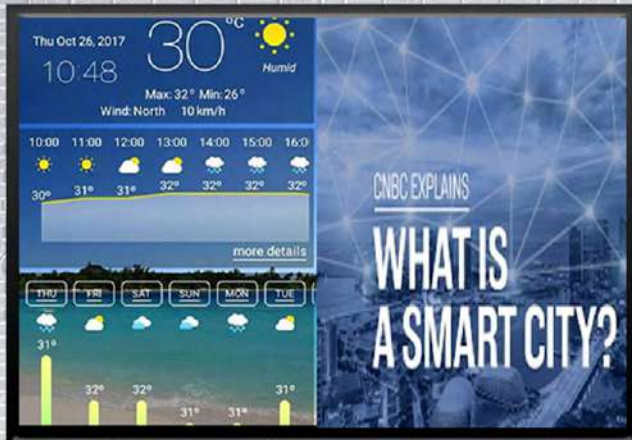 Thu Oct 26, 2017
10:48
30°C
Humid
Max: 32° Min: 26°
Wind: North 10 km/h
10:00 11:00 12:00 13:00 14:00 15:00 16:0
30° 31° 31° 32° 32° 32° 32°
more details
THU FRI SAT SUN MON TUE
31° 32° 32° 31° 31° 31°
CNBC EXPLAINS
WHAT IS
A SMART CITY?